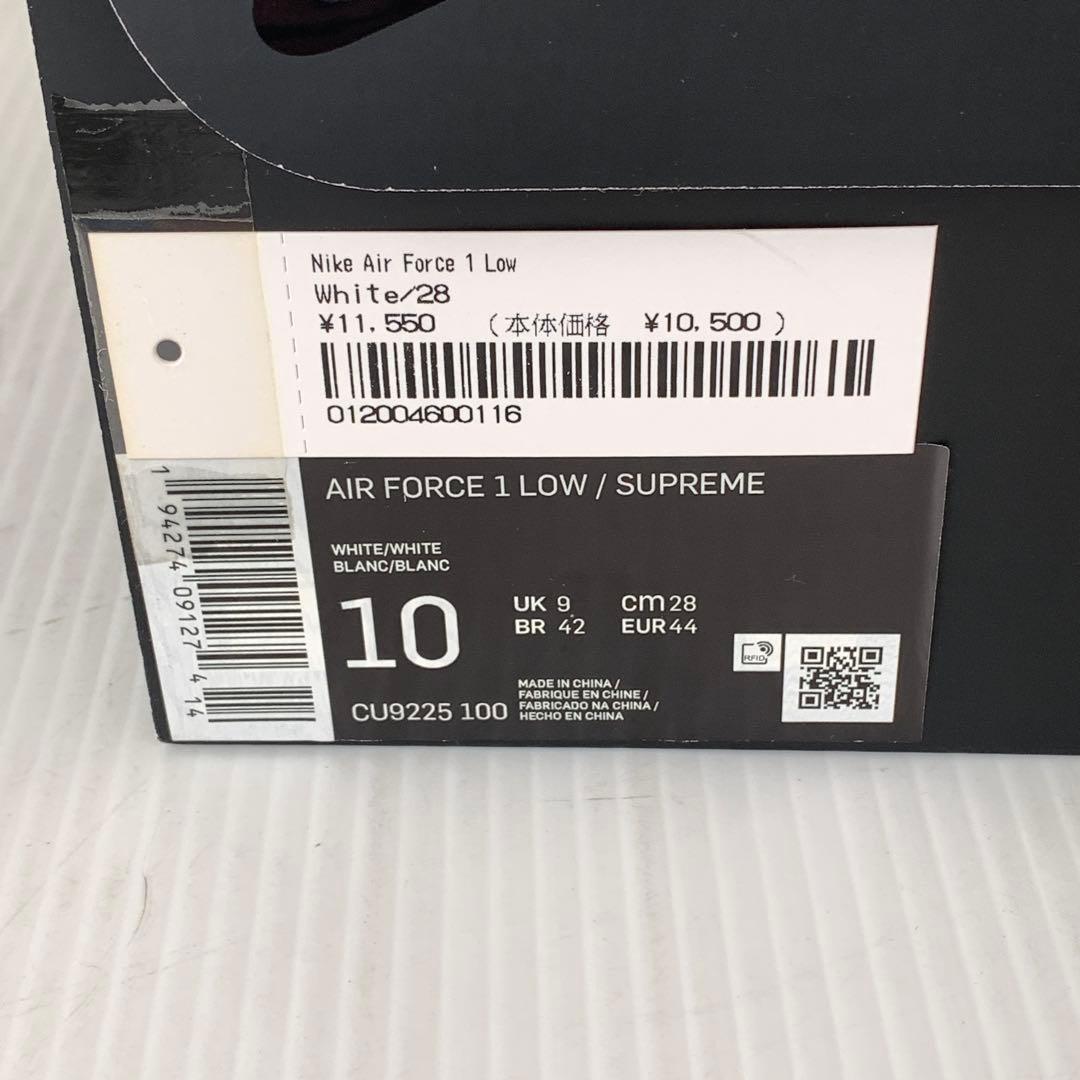 Nike Air Force 1 Low
White/28
¥11,550 (本体価格 ¥10,500 )
012004600116
AIR FORCE 1 LOW / SUPREME
WHITE/WHITE
BLANC/BLANC
10
UK 9 cm 28
BR 42 EUR 44
RFID
CU9225 100
MADE IN CHINA /
FABRIQUE EN CHINE /
FABRICADO NA CHINA /
HECHO EN CHINA
1 94274 09127 4 14